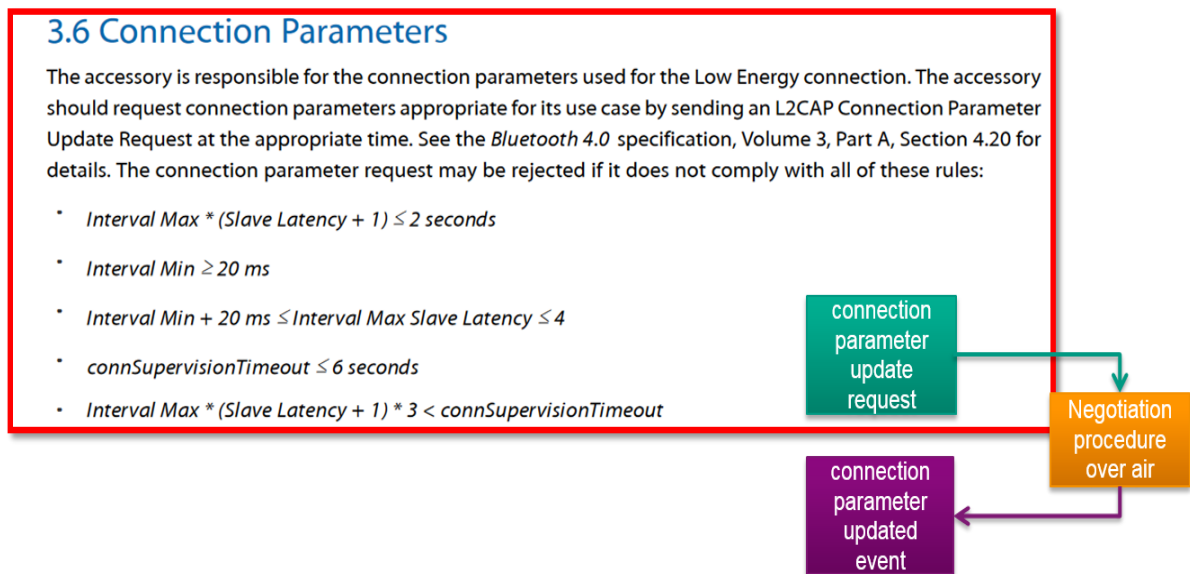 3.6 Connection Parameters
The accessory is responsible for the connection parameters used for the Low Energy connection. The accessory
should request connection parameters appropriate for its use case by sending an L2CAP Connection Parameter
Update Request at the appropriate time. See the Bluetooth 4.0 specification, Volume 3, Part A, Section 4.20 for
details. The connection parameter request may be rejected if it does not comply with all of these rules:
• Interval Max * (Slave Latency + 1) ≤ 2 seconds
• Interval Min ≥ 20 ms
• Interval Min + 20 ms ≤ Interval Max Slave Latency ≤ 4
• connSupervisionTimeout ≤ 6 seconds
• Interval Max * (Slave Latency + 1) * 3 < connSupervisionTimeout
connection
parameter
update
request
Negotiation
procedure
over air
connection
parameter
updated
event